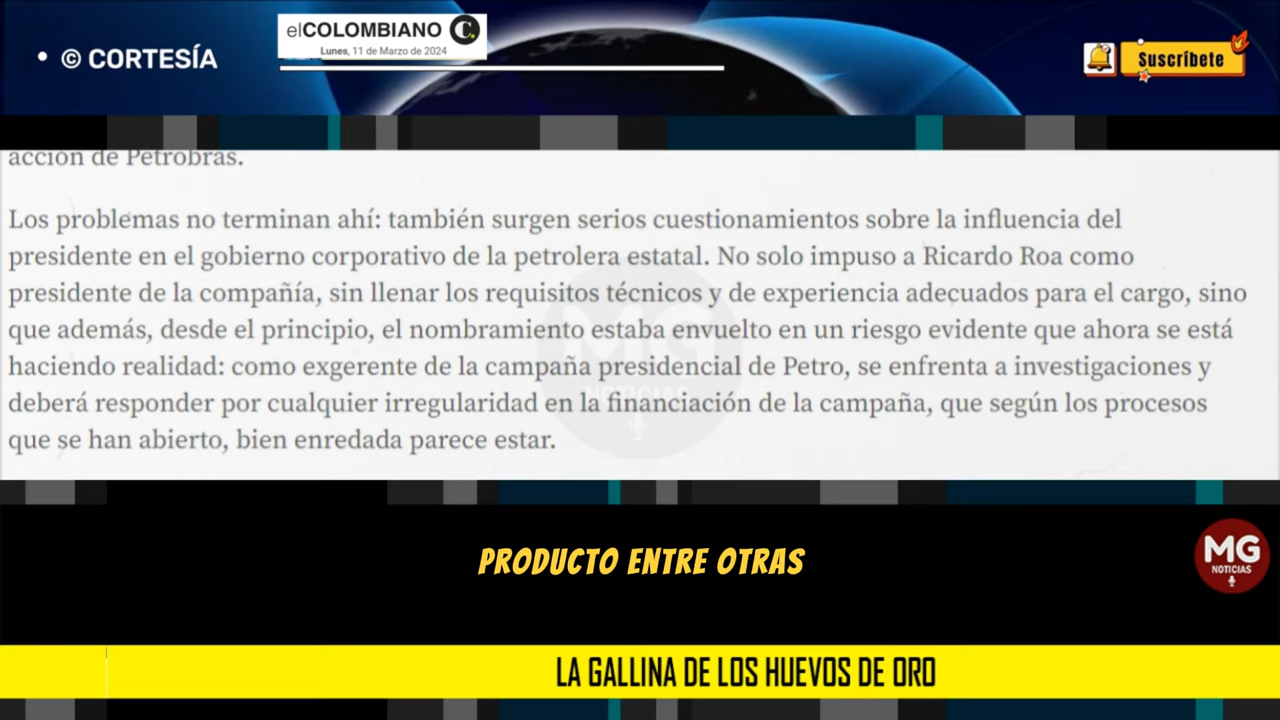 • © CORTESÍA
elCOLOMBIANO C.
Lunes, 11 de Marzo de 2024
Suscríbete
acción de Petrobras.
Los problemas no terminan ahí: también surgen serios cuestionamientos sobre la influencia del
presidente en el gobierno corporativo de la petrolera estatal. No solo impuso a Ricardo Roa como
presidente de la compañía, sin llenar los requisitos técnicos y de experiencia adecuados para el cargo, sino
que además, desde el principio, el nombramiento estaba envuelto en un riesgo evidente que ahora se está
haciendo realidad: como exgerente de la campaña presidencial de Petro, se enfrenta a investigaciones y
deberá responder por cualquier irregularidad en la financiación de la campaña, que según los procesos
que se han abierto, bien enredada parece estar.
MG
NOTICIAS
PRODUCTO ENTRE OTRAS
MG
NOTICIAS
LA GALLINA DE LOS HUEVOS DE ORO